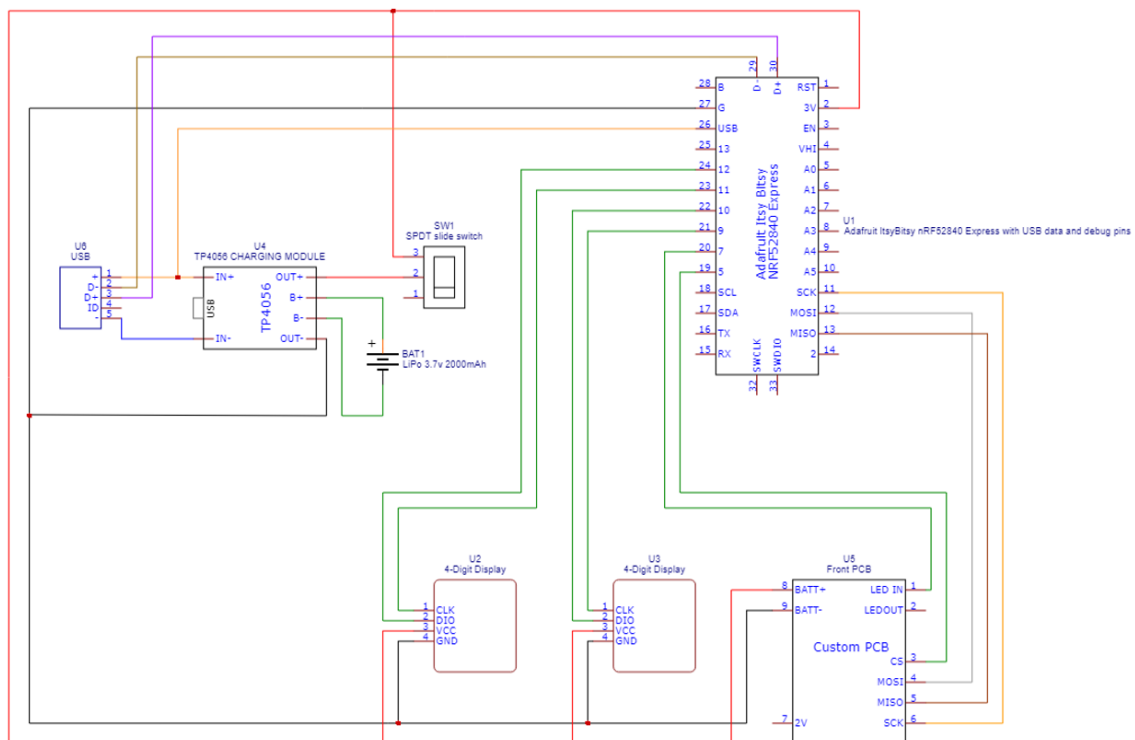 29
30
28 B D- D+ RST 1
27 G 3V 2
26 USB EN 3
25 13 VHI 4
24 12 A0 5
23 11 A1 6
22 10 A2 7
21 9 A3 8
20 7 A4 9
19 5 A5 10
18 SCL SCK 11
17 SDA MOSI 12
16 TX MISO 13
15 RX 2 14
SWCLK SWDIO
32 33
Adafruit Itsy Bitsy
NRF52840 Express
U1
Adafruit ItsyBitsy nRF52840 Express with USB data and debug pins
SW1
SPDT slide switch
3
2
1
U6
USB
+ 1
D- 2
D+ 3
ID 4
- 5
U4
TP4056 CHARGING MODULE
IN+ OUT+
USB
TP4056
B+
B-
IN- OUT-
+
BAT1
LiPo 3.7v 2000mAh
U2
4-Digit Display
1 CLK
2 DIO
3 VCC
4 GND
U3
4-Digit Display
1 CLK
2 DIO
3 VCC
4 GND
U5
Front PCB
8 BATT+ LED IN 1
9 BATT- LEDOUT 2
Custom PCB
CS 3
MOSI 4
MISO 5
7 2V SCK 6